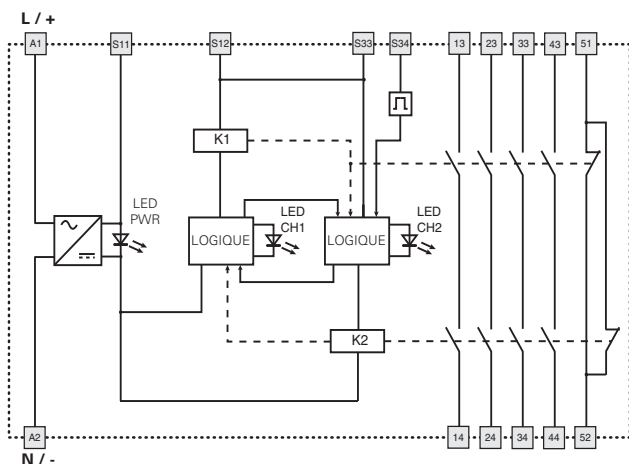 L / +
A1 S11 S12 S33 S34 13 23 33 43 51
K1
LED
PWR
LED
CH1
LED
CH2
LOGIQUE LOGIQUE
K2
A2 14 24 34 44 52
N / -